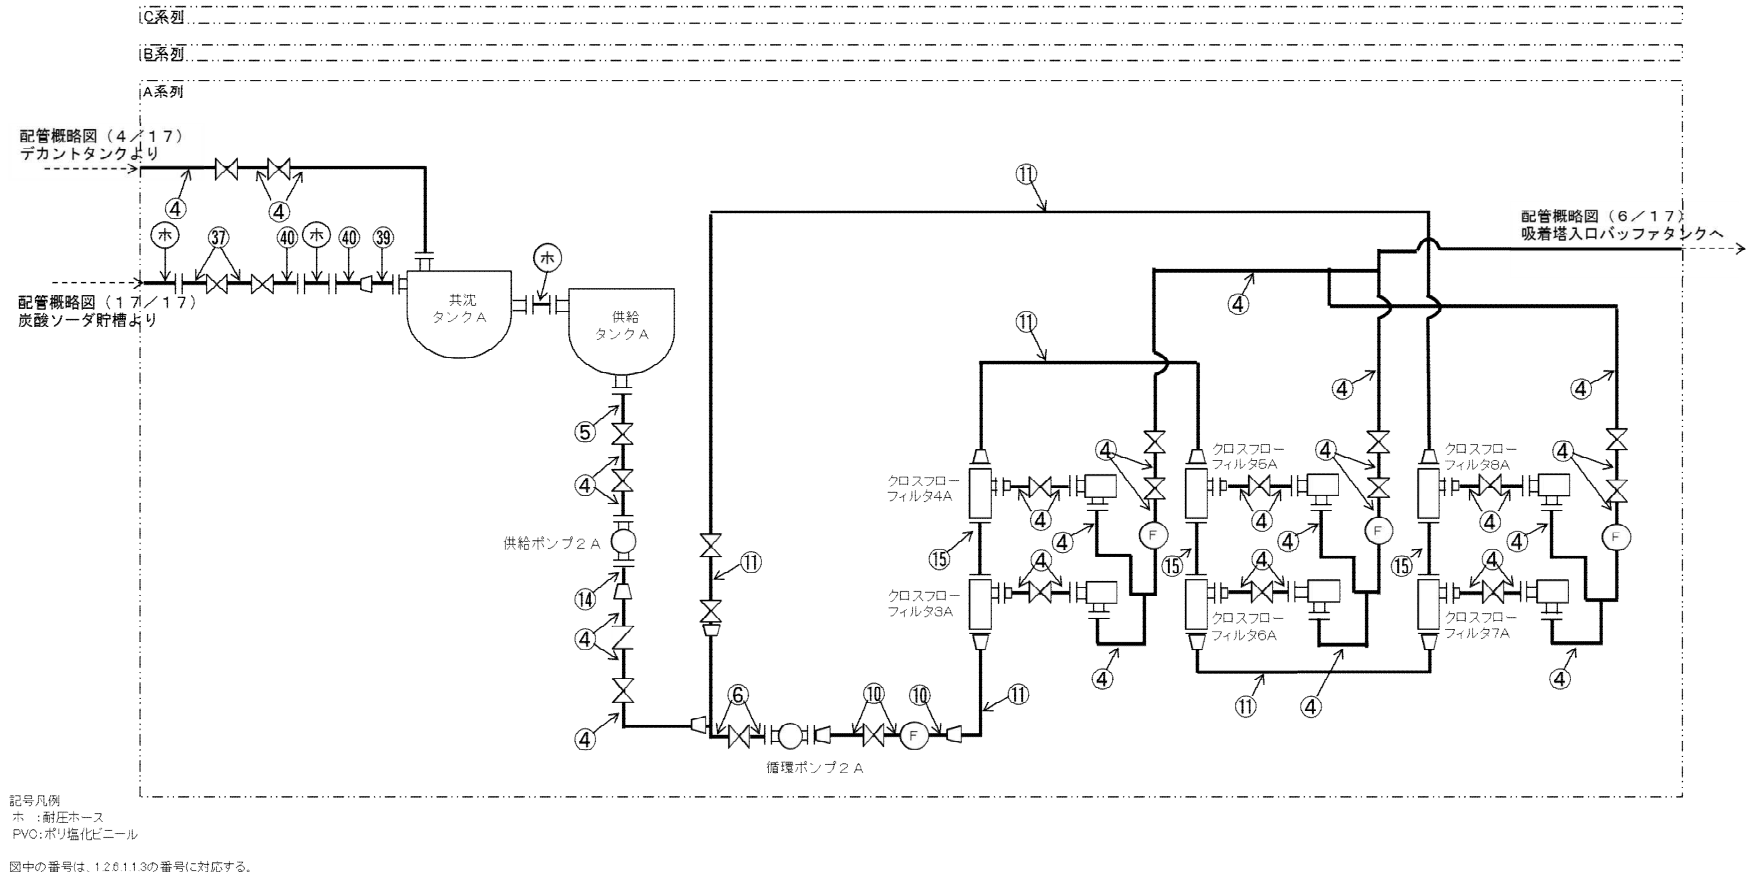 C系列
B系列
A系列
配管概略図（４／１７）
デカントタンクより
④
④
ホ
㊲
㊵
ホ
㊵
㊴
配管概略図（１７／１７）
炭酸ソーダ貯槽より
共沈
タンクA
ホ
供給
タンクA
⑪
配管概略図（６／１７）
吸着塔入口バッファタンクへ
④
⑪
④
④
⑤
④
供給ポンプ２A
⑭
④
④
⑪
クロスフロー
フィルタ4A
④
④
④
⑮
クロスフロー
フィルタ3A
④
④
クロスフロー
フィルタ5A
④
④
④
⑮
クロスフロー
フィルタ6A
④
④
クロスフロー
フィルタ8A
④
④
④
⑮
クロスフロー
フィルタ7A
④
④
F
F
F
⑥
⑩
⑩
⑪
⑪
F
循環ポンプ２A
記号凡例
ホ ：耐圧ホース
PVC：ポリ塩化ビニール
図中の番号は、1.2.6.1.1.3の番号に対応する。